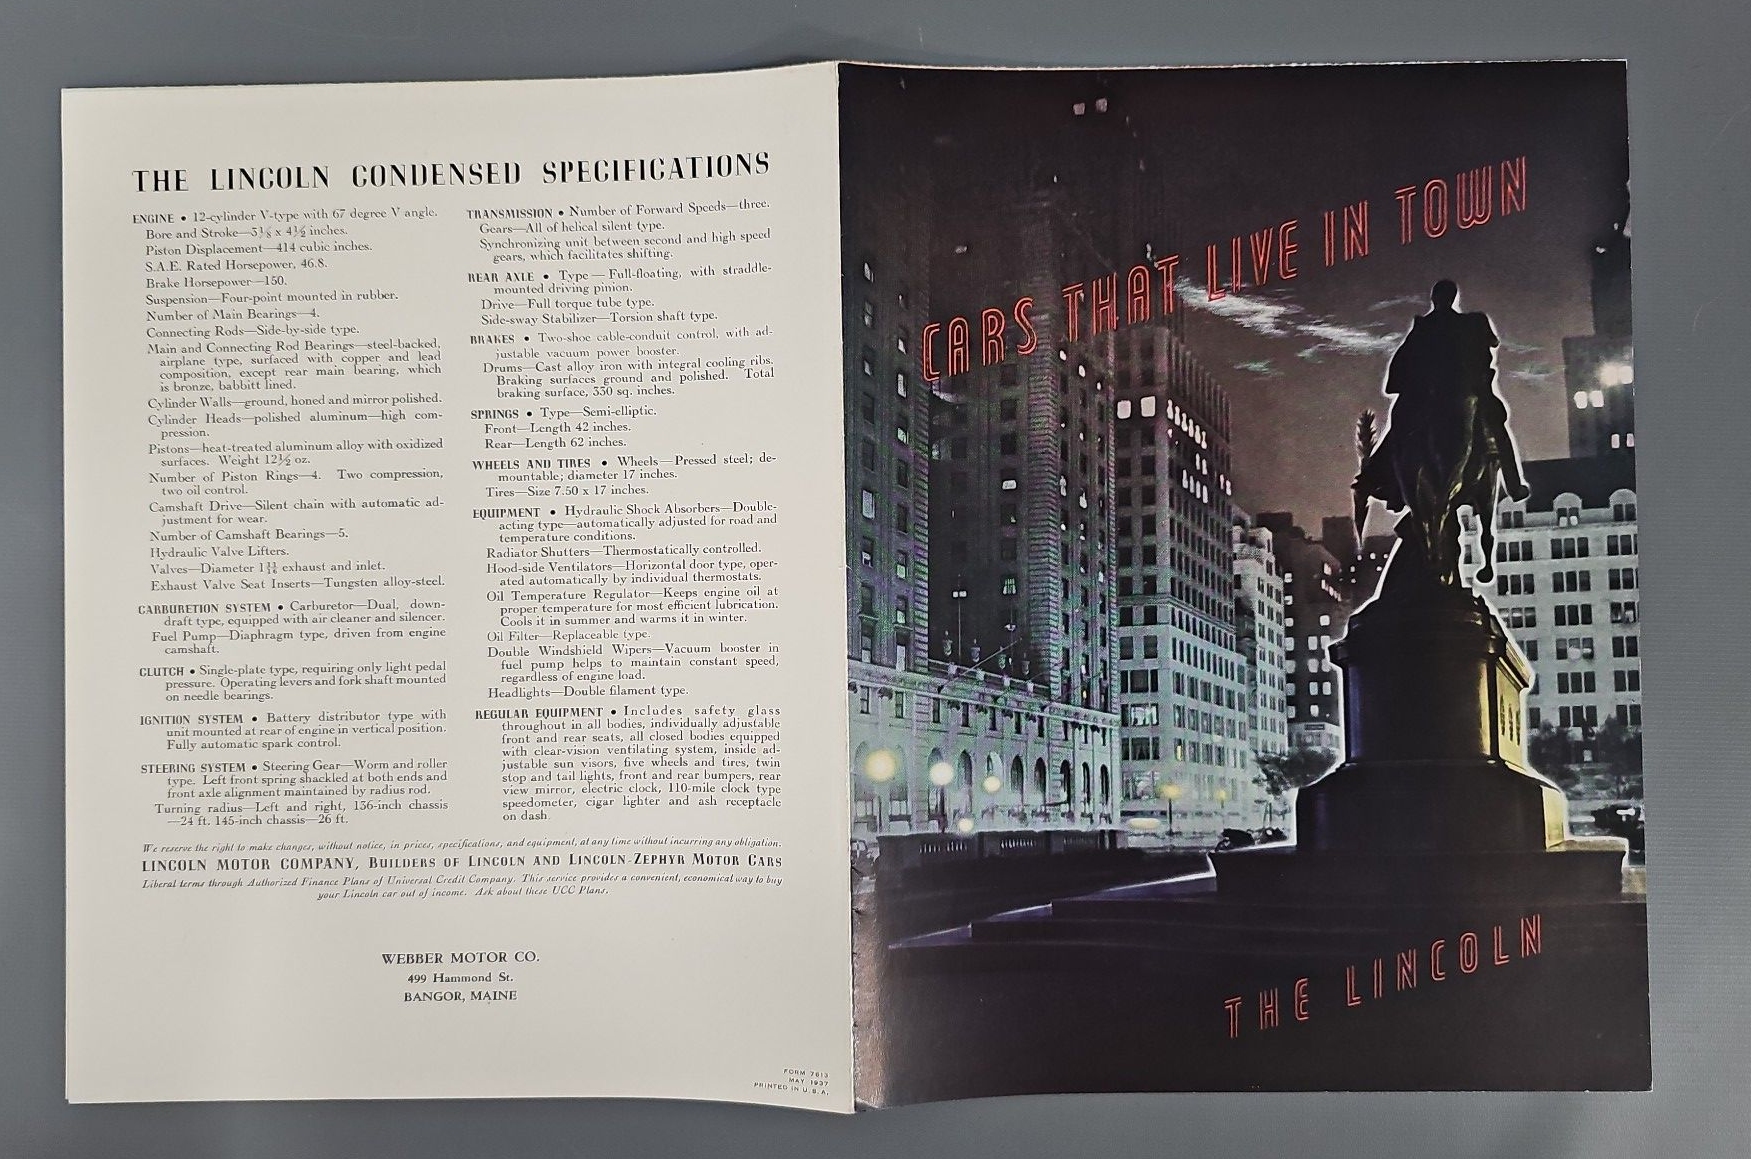 THE LINCOLN CONDENSED SPECIFICATIONS
ENGINE • 12-cylinder V-type with 67 degree V angle.
Bore and Stroke—3⅛ x 4½ inches.
Piston Displacement—414 cubic inches.
S.A.E. Rated Horsepower, 46.8.
Brake Horsepower—150.
Suspension—Four-point mounted in rubber.
Number of Main Bearings—4.
Connecting Rods—Side-by-side type.
Main and Connecting Rod Bearings—steel-backed,
airplane type, surfaced with copper and lead
composition, except rear main bearing, which
is bronze, babbitt lined.
Cylinder Walls—ground, honed and mirror polished.
Cylinder Heads—polished aluminum—high com-
pression.
Pistons—heat-treated aluminum alloy with oxidized
surfaces. Weight 12½ oz.
Number of Piston Rings—4. Two compression,
two oil control.
Camshaft Drive—Silent chain with automatic ad-
justment for wear.
Number of Camshaft Bearings—5.
Hydraulic Valve Lifters.
Valves—Diameter 1 11/16 exhaust and inlet.
Exhaust Valve Seat Inserts—Tungsten alloy-steel.
CARBURETION SYSTEM • Carburetor—Dual, down-
draft type, equipped with air cleaner and silencer.
Fuel Pump—Diaphragm type, driven from engine
camshaft.
CLUTCH • Single-plate type, requiring only light pedal
pressure. Operating levers and fork shaft mounted
on needle bearings.
IGNITION SYSTEM • Battery distributor type with
unit mounted at rear of engine in vertical position.
Fully automatic spark control.
STEERING SYSTEM • Steering Gear—Worm and roller
type. Left front spring shackled at both ends and
front axle alignment maintained by radius rod.
Turning radius—Left and right, 136-inch chassis
—24 ft. 145-inch chassis—26 ft.
TRANSMISSION • Number of Forward Speeds—three.
Gears—All of helical silent type.
Synchronizing unit between second and high speed
gears, which facilitates shifting.
REAR AXLE • Type — Full-floating, with straddle-
mounted driving pinion.
Drive—Full torque tube type.
Side-sway Stabilizer—Torsion shaft type.
BRAKES • Two-shoe cable-conduit control, with ad-
justable vacuum power booster.
Drums—Cast alloy iron with integral cooling ribs.
Braking surfaces ground and polished. Total
braking surface, 330 sq. inches.
SPRINGS • Type—Semi-elliptic.
Front—Length 42 inches.
Rear—Length 62 inches.
WHEELS AND TIRES • Wheels—Pressed steel; de-
mountable; diameter 17 inches.
Tires—Size 7.50 x 17 inches.
EQUIPMENT • Hydraulic Shock Absorbers—Double-
acting type—automatically adjusted for road and
temperature conditions.
Radiator Shutters—Thermostatically controlled.
Hood-side Ventilators—Horizontal door type, oper-
ated automatically by individual thermostats.
Oil Temperature Regulator—Keeps engine oil at
proper temperature for most efficient lubrication.
Cools it in summer and warms it in winter.
Oil Filter—Replaceable type.
Double Windshield Wipers—Vacuum booster in
fuel pump helps to maintain constant speed,
regardless of engine load.
Headlights—Double filament type.
REGULAR EQUIPMENT • Includes safety glass
throughout in all bodies, individually adjustable
front and rear seats, all closed bodies equipped
with clear-vision ventilating system, inside ad-
justable sun visors, five wheels and tires, twin
stop and tail lights, front and rear bumpers, rear
view mirror, electric clock, 110-mile clock type
speedometer, cigar lighter and ash receptacle
on dash.
We reserve the right to make changes, without notice, in prices, specifications, and equipment, at any time without incurring any obligation.
LINCOLN MOTOR COMPANY, BUILDERS OF LINCOLN AND LINCOLN-ZEPHYR MOTOR CARS
Liberal terms through Authorized Finance Plans of Universal Credit Company. This service provides a convenient, economical way to buy
your Lincoln car out of income. Ask about these UCC Plans.
WEBBER MOTOR CO.
499 Hammond St.
BANGOR, MAINE
FORM 7613
MAY 1937
PRINTED IN U.S.A.
CARS THAT LIVE IN TOWN
THE LINCOLN